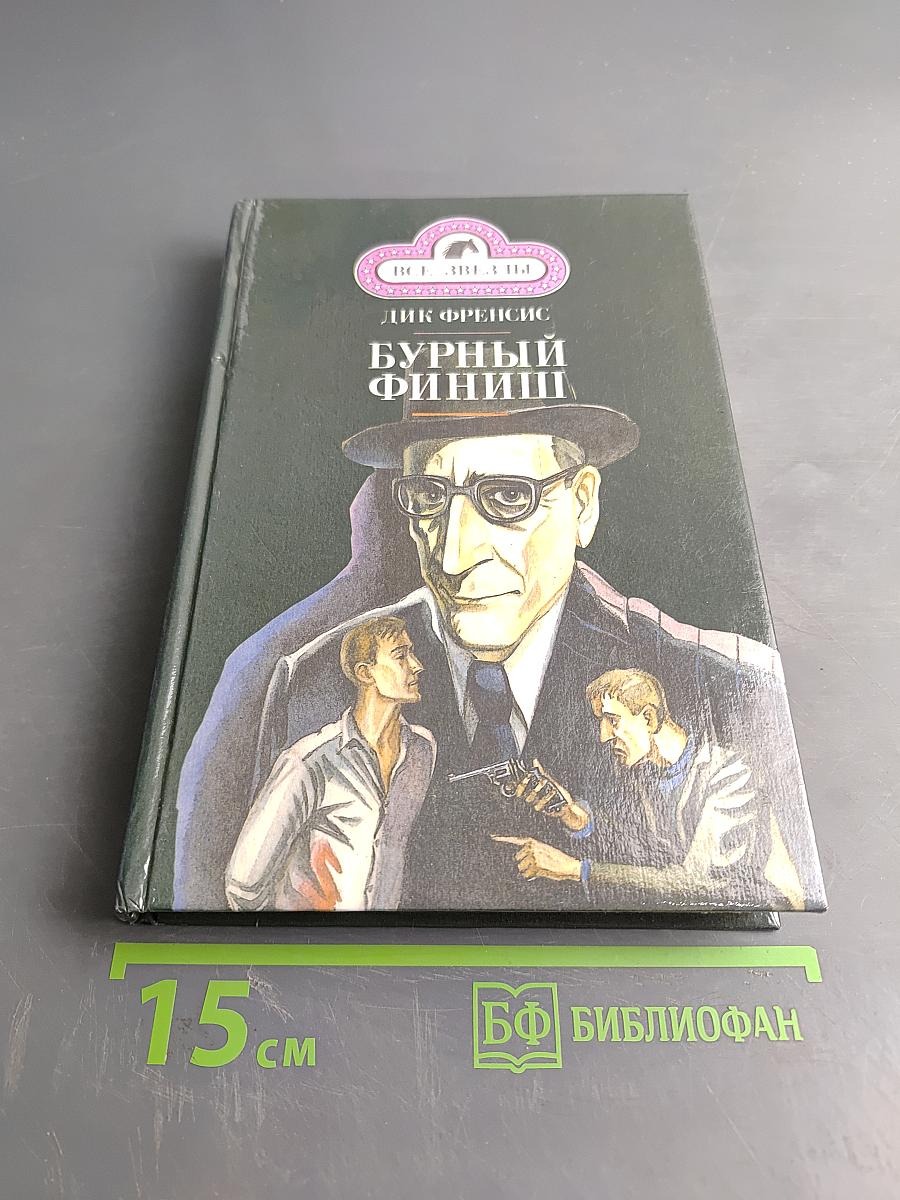 ВСЕ ЗВЕЗДЫ
ДИК ФРЕНСИС
БУРНЫЙ
ФИНИШ
15 см
БФ БИБЛИОФАН